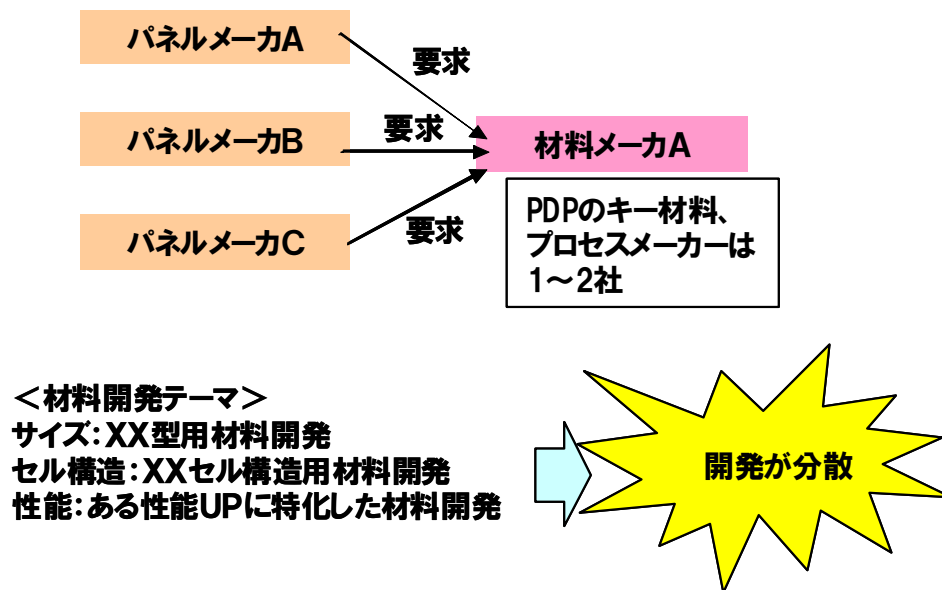 パネルメーカA
要求
パネルメーカB
要求
材料メーカA
パネルメーカC
要求
PDPのキー材料、
プロセスメーカーは
1～2社
＜材料開発テーマ＞
サイズ：XX型用材料開発
セル構造：XXセル構造用材料開発
性能：ある性能UPに特化した材料開発
開発が分散